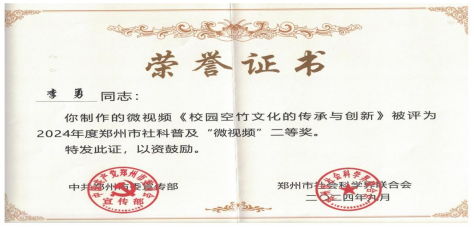 荣誉证书
李勇 同志：
你制作的微视频《校园空竹文化的传承与创新》被评为
2024年度郑州市社科普及“微视频”二等奖。
特发此证，以资鼓励。
中共郑州市委宣传部 郑州市社会科学界联合会
宣传部 二〇二四年九月